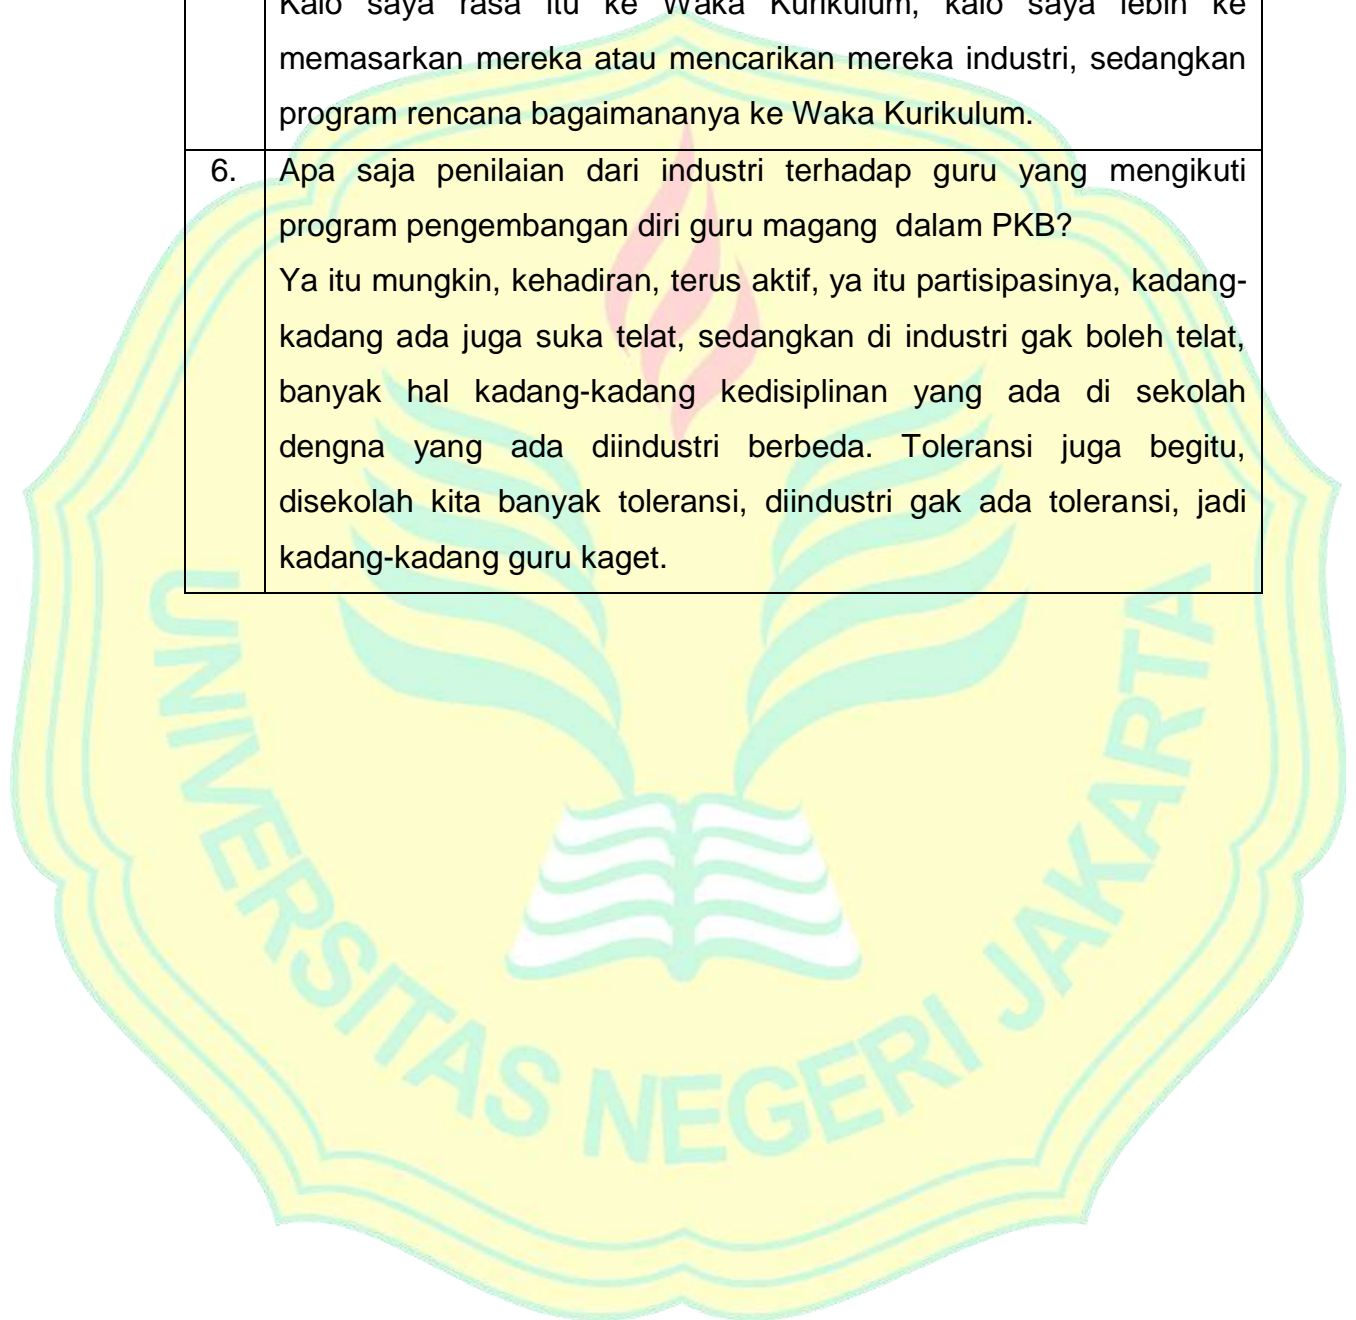 Kalo saya rasa itu ke Waka Kurikulum, kalo saya lebih ke
memasarkan mereka atau mencarikan mereka industri, sedangkan
program rencana bagaimananya ke Waka Kurikulum.
6. Apa saja penilaian dari industri terhadap guru yang mengikuti
program pengembangan diri guru magang dalam PKB?
Ya itu mungkin, kehadiran, terus aktif, ya itu partisipasinya, kadang-
kadang ada juga suka telat, sedangkan di industri gak boleh telat,
banyak hal kadang-kadang kedisiplinan yang ada di sekolah
dengna yang ada diindustri berbeda. Toleransi juga begitu,
disekolah kita banyak toleransi, diindustri gak ada toleransi, jadi
kadang-kadang guru kaget.
UNIVERSITAS NEGERI JAKARTA